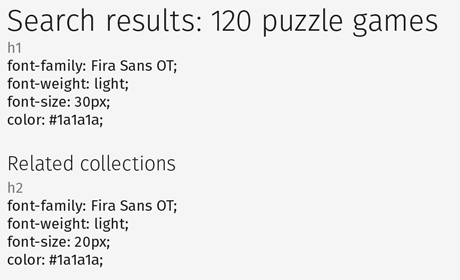 Search results: 120 puzzle games
h1
font-family: Fira Sans OT;
font-weight: light;
font-size: 30px;
color: #1a1a1a;
Related collections
h2
font-family: Fira Sans OT;
font-weight: light;
font-size: 20px;
color: #1a1a1a;